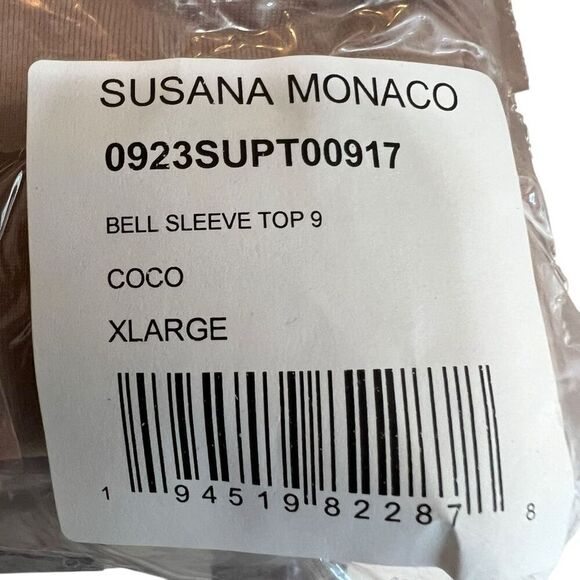 SUSANA MONACO
0923SUPT00917
BELL SLEEVE TOP 9
COCO
XLARGE
1 94519 82287 8